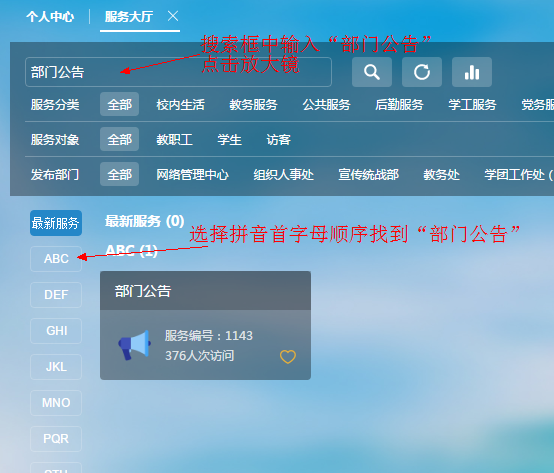 个人中心 服务大厅
搜索框中输入“部门公告”
点击放大镜
部门公告
服务分类 全部 校内生活 教务服务 公共服务 后勤服务 学工服务 党务服
服务对象 全部 教职工 学生 访客
发布部门 全部 网络管理中心 组织人事处 宣传统战部 教务处 学团工作处 (
最新服务 最新服务 (0)
选择拼音首字母顺序找到“部门公告”
ABC ABC (1)
部门公告
DEF
GHI
服务编号：1143
376人次访问
JKL
MNO
PQR